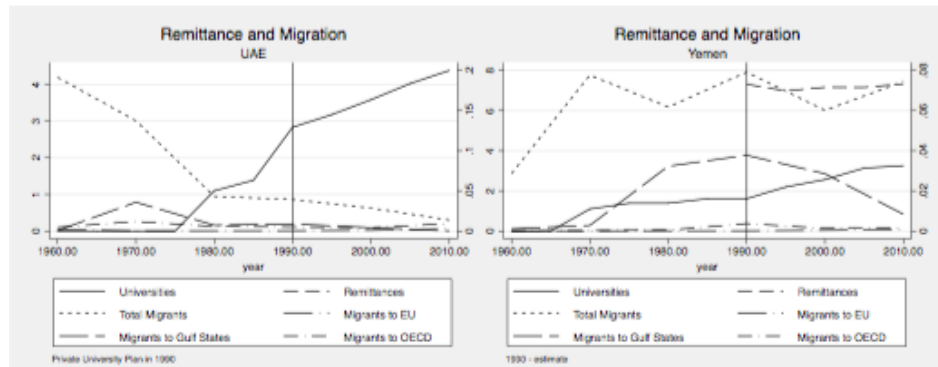 Remittance and Migration
UAE
4
3
2
1
0
.2
.15
.1
.05
0
1960.00 1970.00 1980.00 1990.00 2000.00 2010.00
year
Universities Remittances
Total Migrants Migrants to EU
Migrants to Gulf States Migrants to OECD
Private University Plan in 1990
Remittance and Migration
Yemen
8
6
4
2
0
.08
.06
.04
.02
0
1960.00 1970.00 1980.00 1990.00 2000.00 2010.00
year
Universities Remittances
Total Migrants Migrants to EU
Migrants to Gulf States Migrants to OECD
- estimate